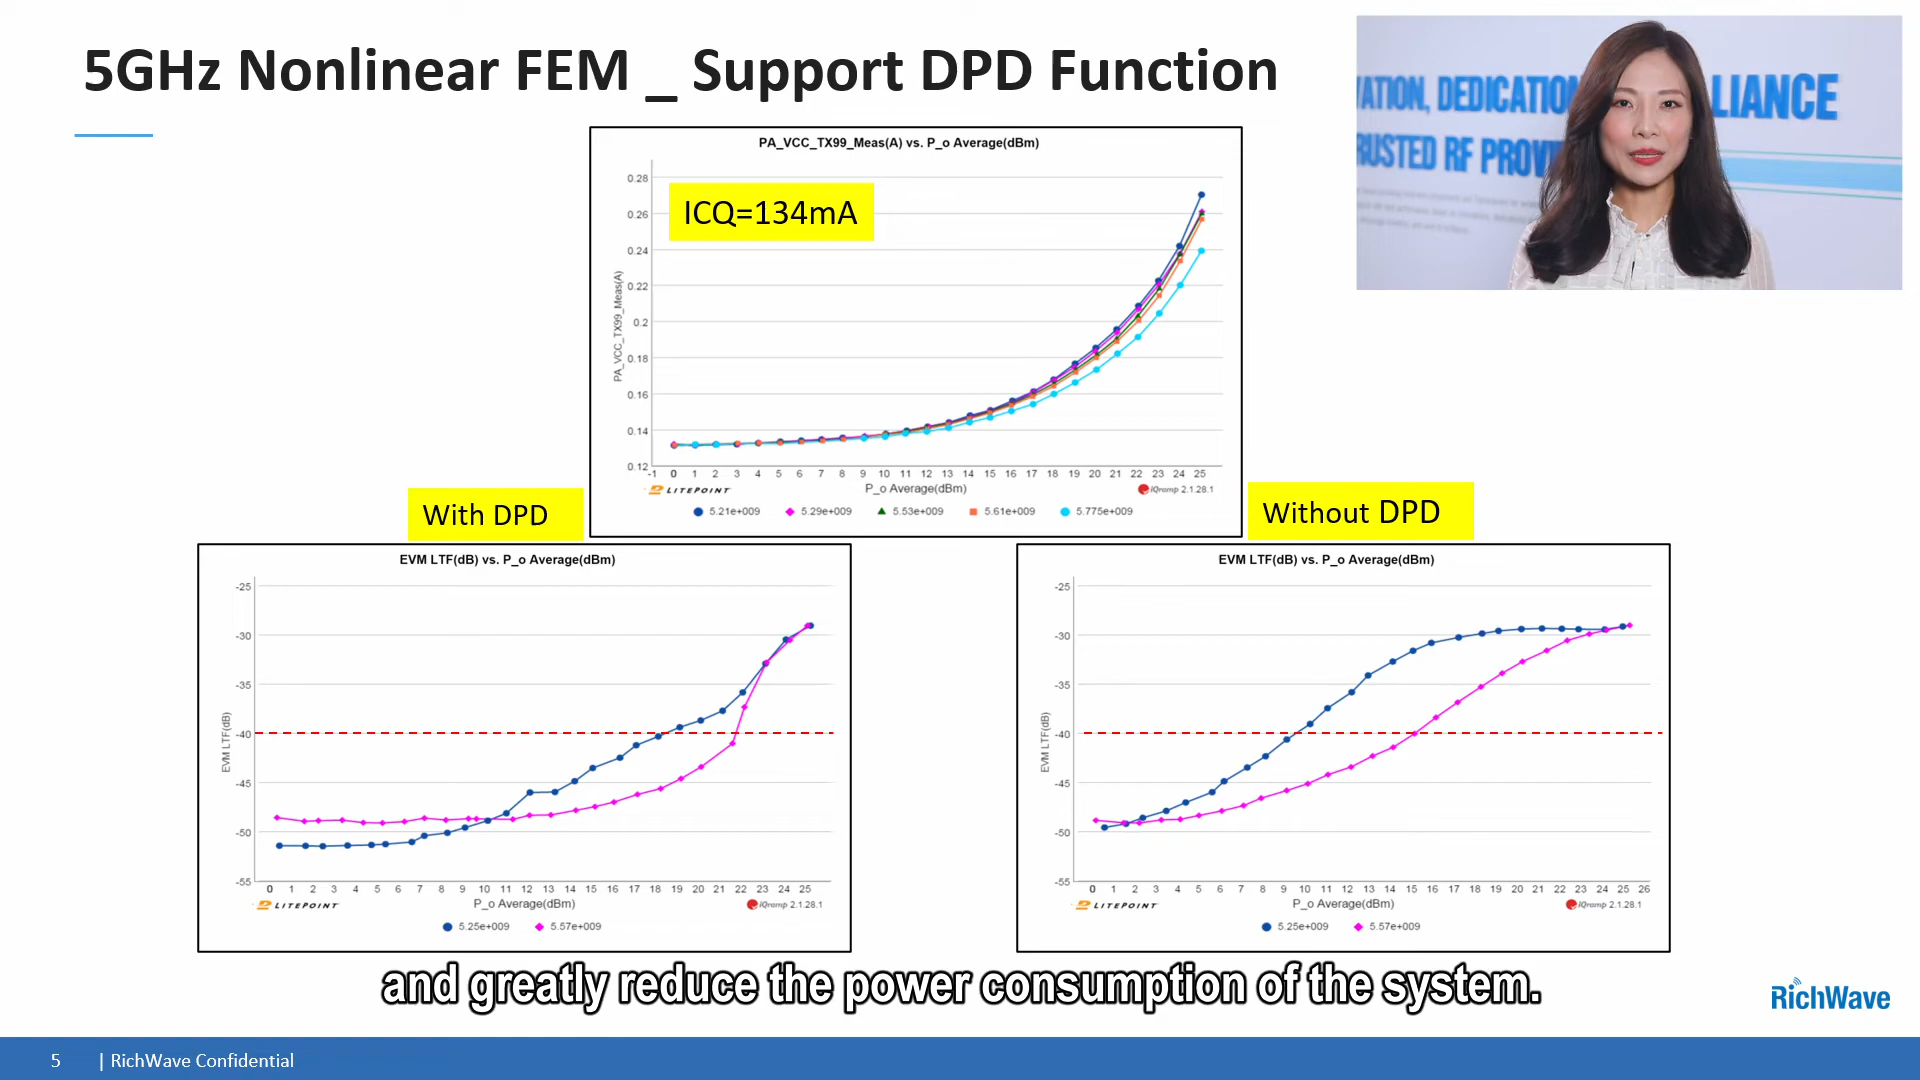 5GHz Nonlinear FEM _ Support DPD Function
VATION, DEDICATION
LIANCE
RUSTED RF PROV
PA_VCC_TX99_Meas(A) vs. P_o Average(dBm)
ICQ=134mA
PA_VCC_TX99_Meas(A)
0.28
0.26
0.24
0.22
0.2
0.18
0.16
0.14
0.12
-1 0 1 2 3 4 5 6 7 8 9 10 11 12 13 14 15 16 17 18 19 20 21 22 23 24 25
LITEPOINT
P_o Average(dBm)
IQramp 2.1.28.1
5.21e+009 5.29e+009 5.53e+009 5.61e+009 5.775e+009
With DPD
Without DPD
EVM LTF(dB) vs. P_o Average(dBm)
EVM LTF(dB)
-25
-30
-35
-40
-45
-50
-55
0 1 2 3 4 5 6 7 8 9 10 11 12 13 14 15 16 17 18 19 20 21 22 23 24 25
LITEPOINT
P_o Average(dBm)
IQramp 2.1.28.1
5.25e+009 5.57e+009
EVM LTF(dB) vs. P_o Average(dBm)
EVM LTF(dB)
-25
-30
-35
-40
-45
-50
-55
0 1 2 3 4 5 6 7 8 9 10 11 12 13 14 15 16 17 18 19 20 21 22 23 24 25 26
LITEPOINT
P_o Average(dBm)
IQramp 2.1.28.1
5.25e+009 5.57e+009
and greatly reduce the power consumption of the system.
RichWave
5 | RichWave Confidential